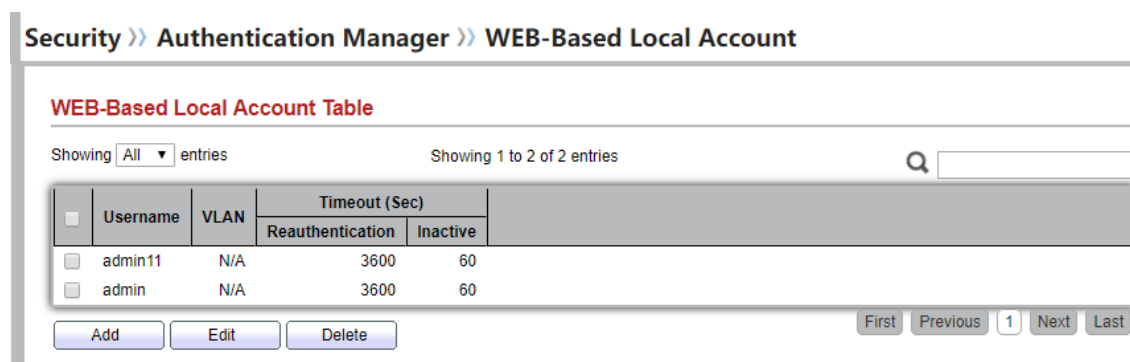 Security》Authentication Manager》WEB-Based Local Account
WEB-Based Local Account Table
Showing All ▼ entries Showing 1 to 2 of 2 entries
Username VLAN Timeout (Sec)
Reauthentication Inactive
admin11 N/A 3600 60
admin N/A 3600 60
Add Edit Delete First Previous 1 Next Last